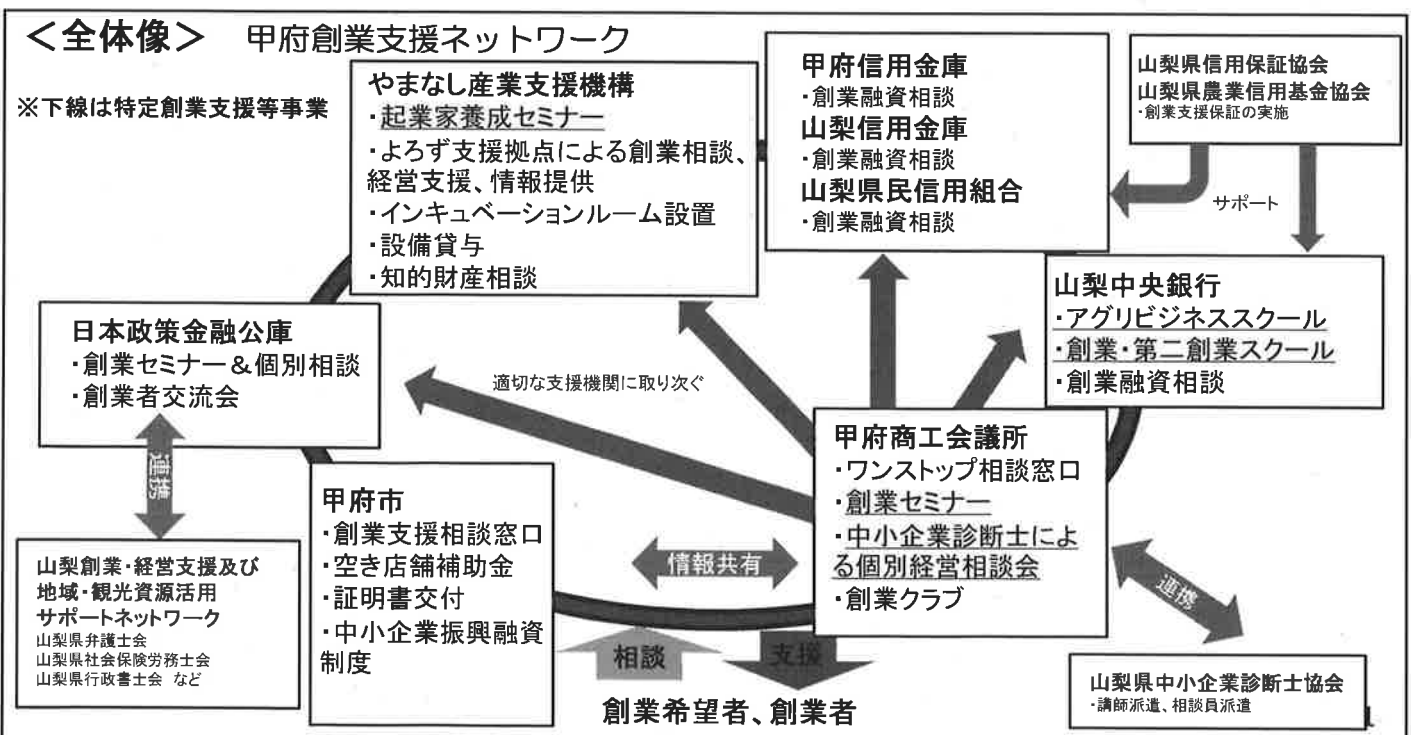 ＜全体像＞ 甲府創業支援ネットワーク
※下線は特定創業支援等事業
やまなし産業支援機構
・起業家養成セミナー
・よろず支援拠点による創業相談、
経営支援、情報提供
・インキュベーションルーム設置
・設備貸与
・知的財産相談
甲府信用金庫
・創業融資相談
山梨信用金庫
・創業融資相談
山梨県民信用組合
・創業融資相談
山梨県信用保証協会
山梨県農業信用基金協会
・創業支援保証の実施
サポート
山梨中央銀行
・アグリビジネススクール
・創業・第二創業スクール
・創業融資相談
日本政策金融公庫
・創業セミナー＆個別相談
・創業者交流会
適切な支援機関に取り次ぐ
連携
山梨創業・経営支援及び
地域・観光資源活用
サポートネットワーク
山梨県弁護士会
山梨県社会保険労務士会
山梨県行政書士会 など
甲府市
・創業支援相談窓口
・空き店舗補助金
・証明書交付
・中小企業振興融資
制度
情報共有
甲府商工会議所
・ワンストップ相談窓口
・創業セミナー
・中小企業診断士によ
る個別経営相談会
・創業クラブ
連携
相談
支援
創業希望者、創業者
山梨県中小企業診断士協会
・講師派遣、相談員派遣